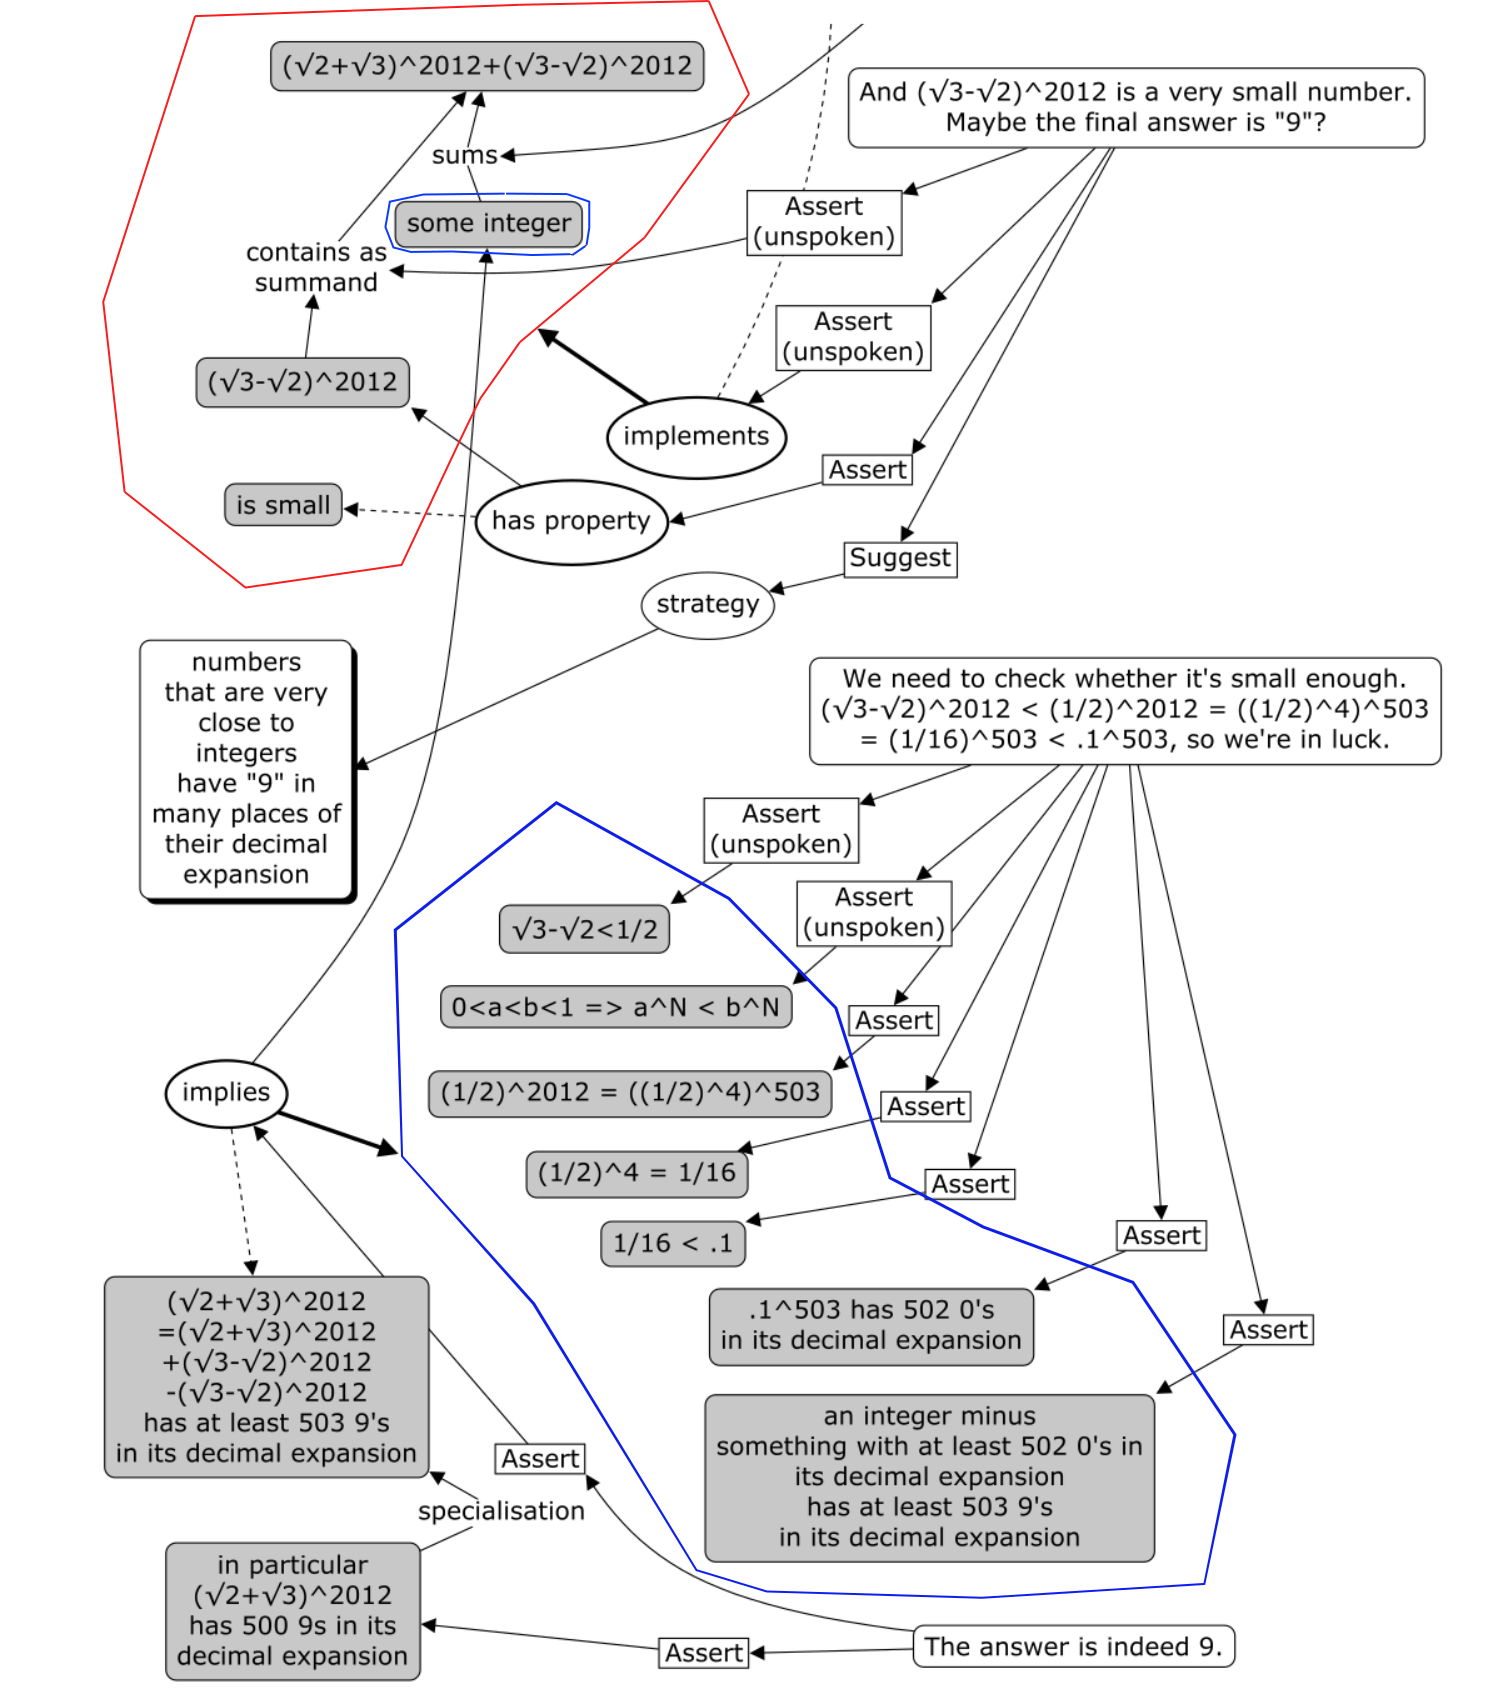 (√2+√3)^2012+(√3-√2)^2012
And (√3-√2)^2012 is a very small number.
Maybe the final answer is "9"?
sums
Assert
(unspoken)
some integer
contains as
summand
Assert
(unspoken)
(√3-√2)^2012
implements
Assert
is small
has property
Suggest
strategy
numbers
that are very
close to
integers
have "9" in
many places of
their decimal
expansion
We need to check whether it's small enough.
(√3-√2)^2012 < (1/2)^2012 = ((1/2)^4)^503
= (1/16)^503 < .1^503, so we're in luck.
Assert
(unspoken)
√3-√2<1/2
Assert
(unspoken)
0<a<b<1 => a^N < b^N
Assert
(1/2)^2012 = ((1/2)^4)^503
implies
Assert
(1/2)^4 = 1/16
Assert
1/16 < .1
Assert
.1^503 has 502 0's
in its decimal expansion
Assert
(√2+√3)^2012
=(√2+√3)^2012
+(√3-√2)^2012
-(√3-√2)^2012
has at least 503 9's
in its decimal expansion
an integer minus
something with at least 502 0's in
its decimal expansion
has at least 503 9's
in its decimal expansion
Assert
specialisation
in particular
(√2+√3)^2012
has 500 9s in its
decimal expansion
Assert
The answer is indeed 9.